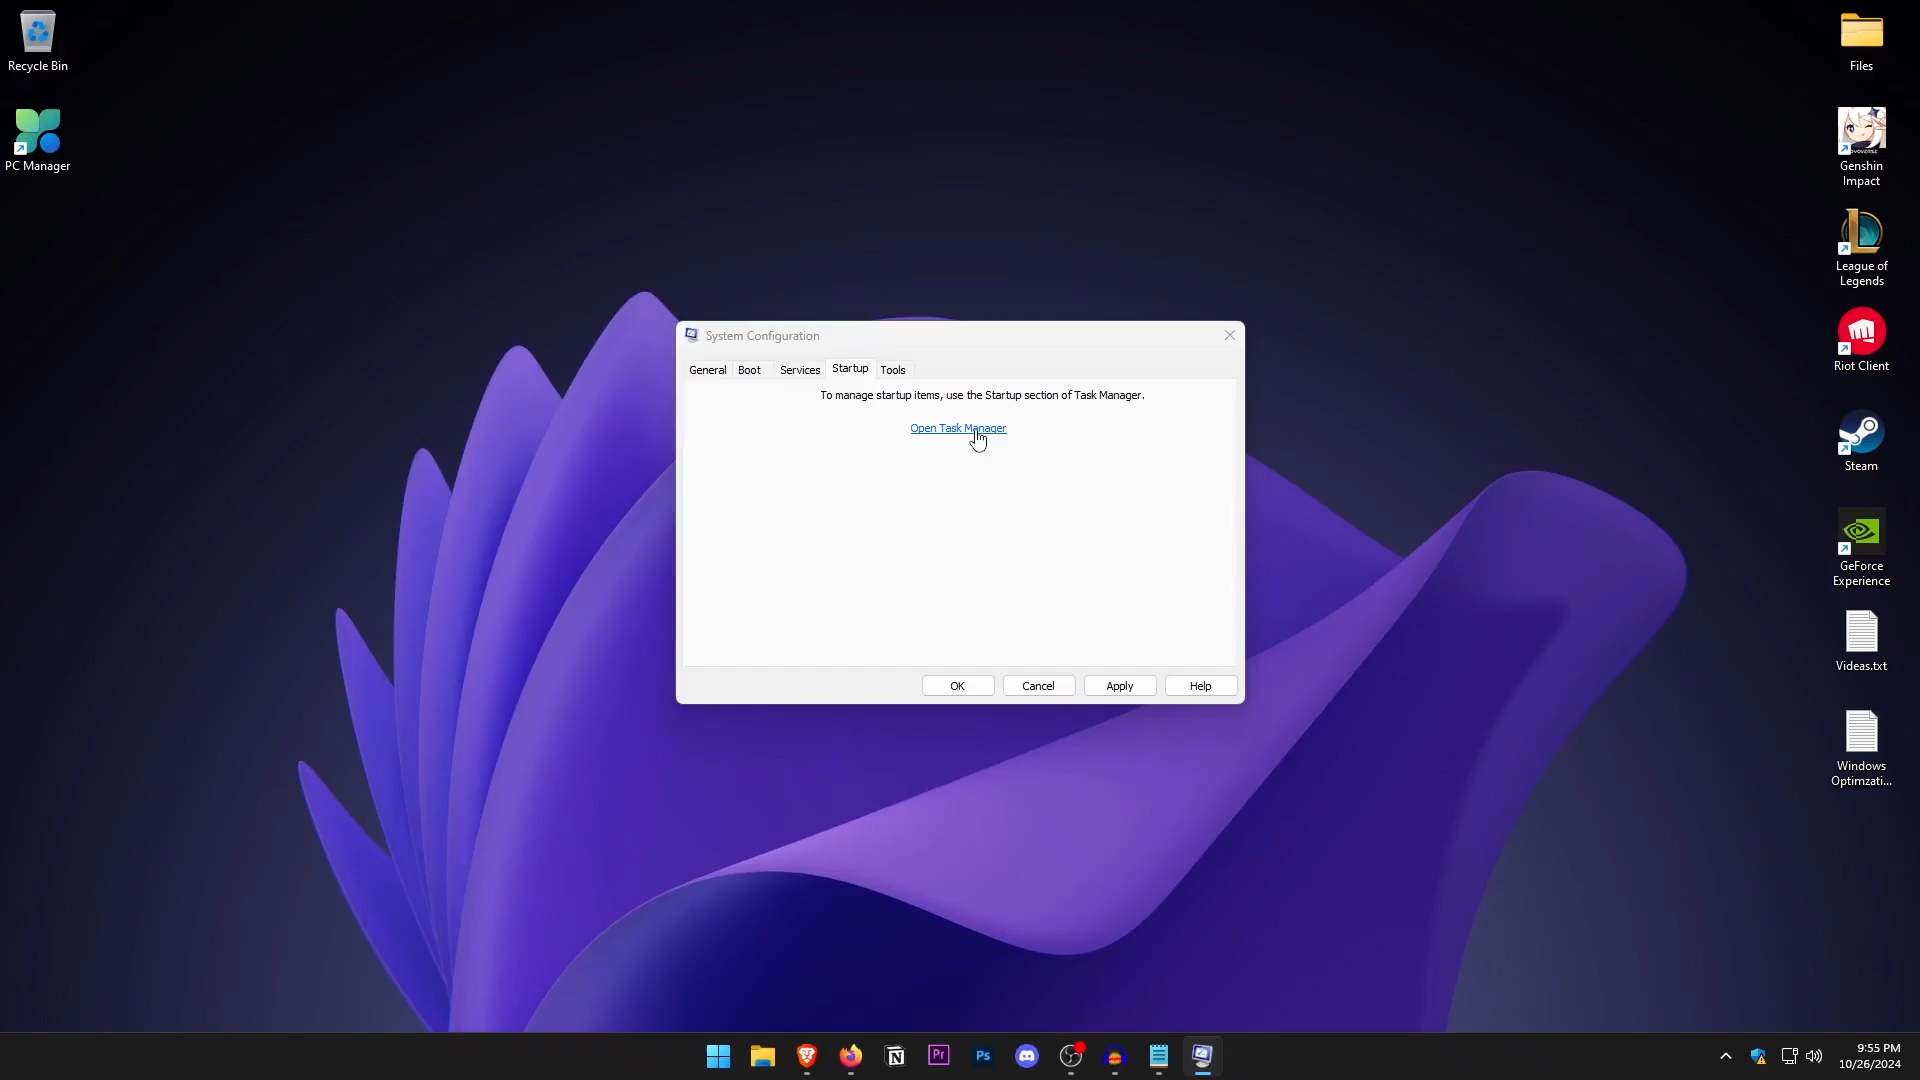 Recycle Bin
PC Manager
Files
Genshin
Impact
League of
Legends
Riot Client
Steam
GeForce
Experience
Videas.txt
Windows
Optimzati...
System Configuration
General
Boot
Services
Startup
Tools
To manage startup items, use the Startup section of Task Manager.
Open Task Manager
OK
Cancel
Apply
Help
Pr
Ps
9:55 PM
10/26/2024